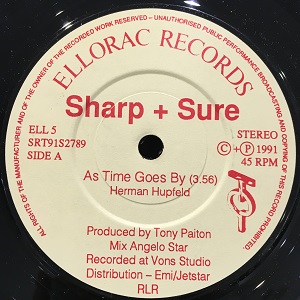 ALL RIGHTS OF THE MANUFACTURER AND OF THE OWNER OF THE RECORDED WORK RESERVED – UNAUTHORISED PUBLIC PERFORMANCE BROADCASTING AND COPYING OF THIS RECORD PROHIBITED.
ELLORAC RECORDS
Sharp + Sure
ELL 5
SRT91S2789
SIDE A
STEREO
©+Ⓟ1991
45 RPM
As Time Goes By (3.56)
Herman Hupfeld
Produced by Tony Paiton
Mix Angelo Star
Recorded at Vons Studio
Distribution – Emi/Jetstar
RLR